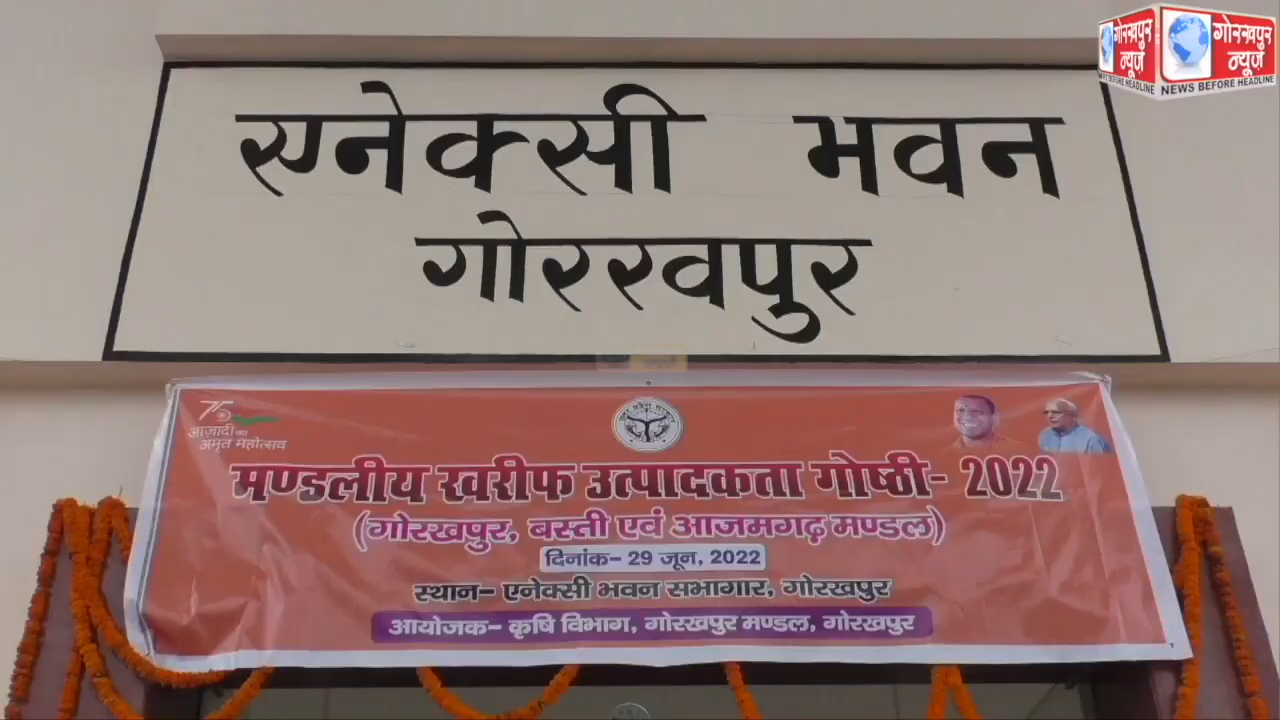 गोरखपुर
न्यूज़
गोरखपुर
न्यूज़
NEWS BEFORE HEADLINE
एनेक्सी भवन
गोरखपुर
75
आज़ादी का
अमृत महोत्सव
मण्डलीय खरीफ उत्पादकता गोष्ठी- 2022
(गोरखपुर, बस्ती एवं आजमगढ़ मण्डल)
दिनांक- 29 जून, 2022
स्थान- एनेक्सी भवन सभागार, गोरखपुर
आयोजक- कृषि विभाग, गोरखपुर मण्डल, गोरखपुर